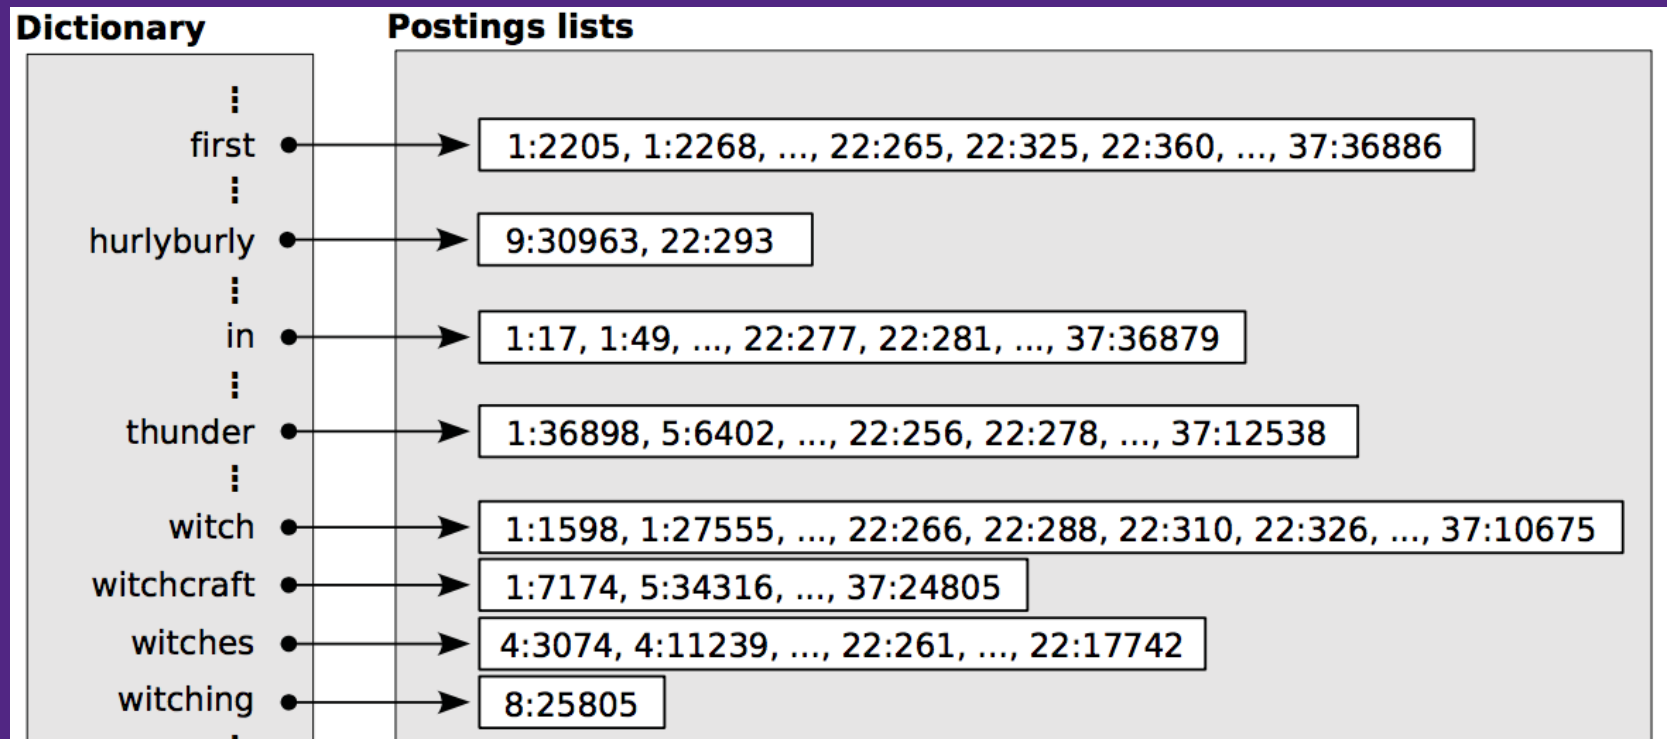 Dictionary Postings lists
⋮
first 1:2205, 1:2268, ..., 22:265, 22:325, 22:360, ..., 37:36886
⋮
hurlyburly 9:30963, 22:293
⋮
in 1:17, 1:49, ..., 22:277, 22:281, ..., 37:36879
⋮
thunder 1:36898, 5:6402, ..., 22:256, 22:278, ..., 37:12538
⋮
witch 1:1598, 1:27555, ..., 22:266, 22:288, 22:310, 22:326, ..., 37:10675
witchcraft 1:7174, 5:34316, ..., 37:24805
witches 4:3074, 4:11239, ..., 22:261, ..., 22:17742
witching 8:25805